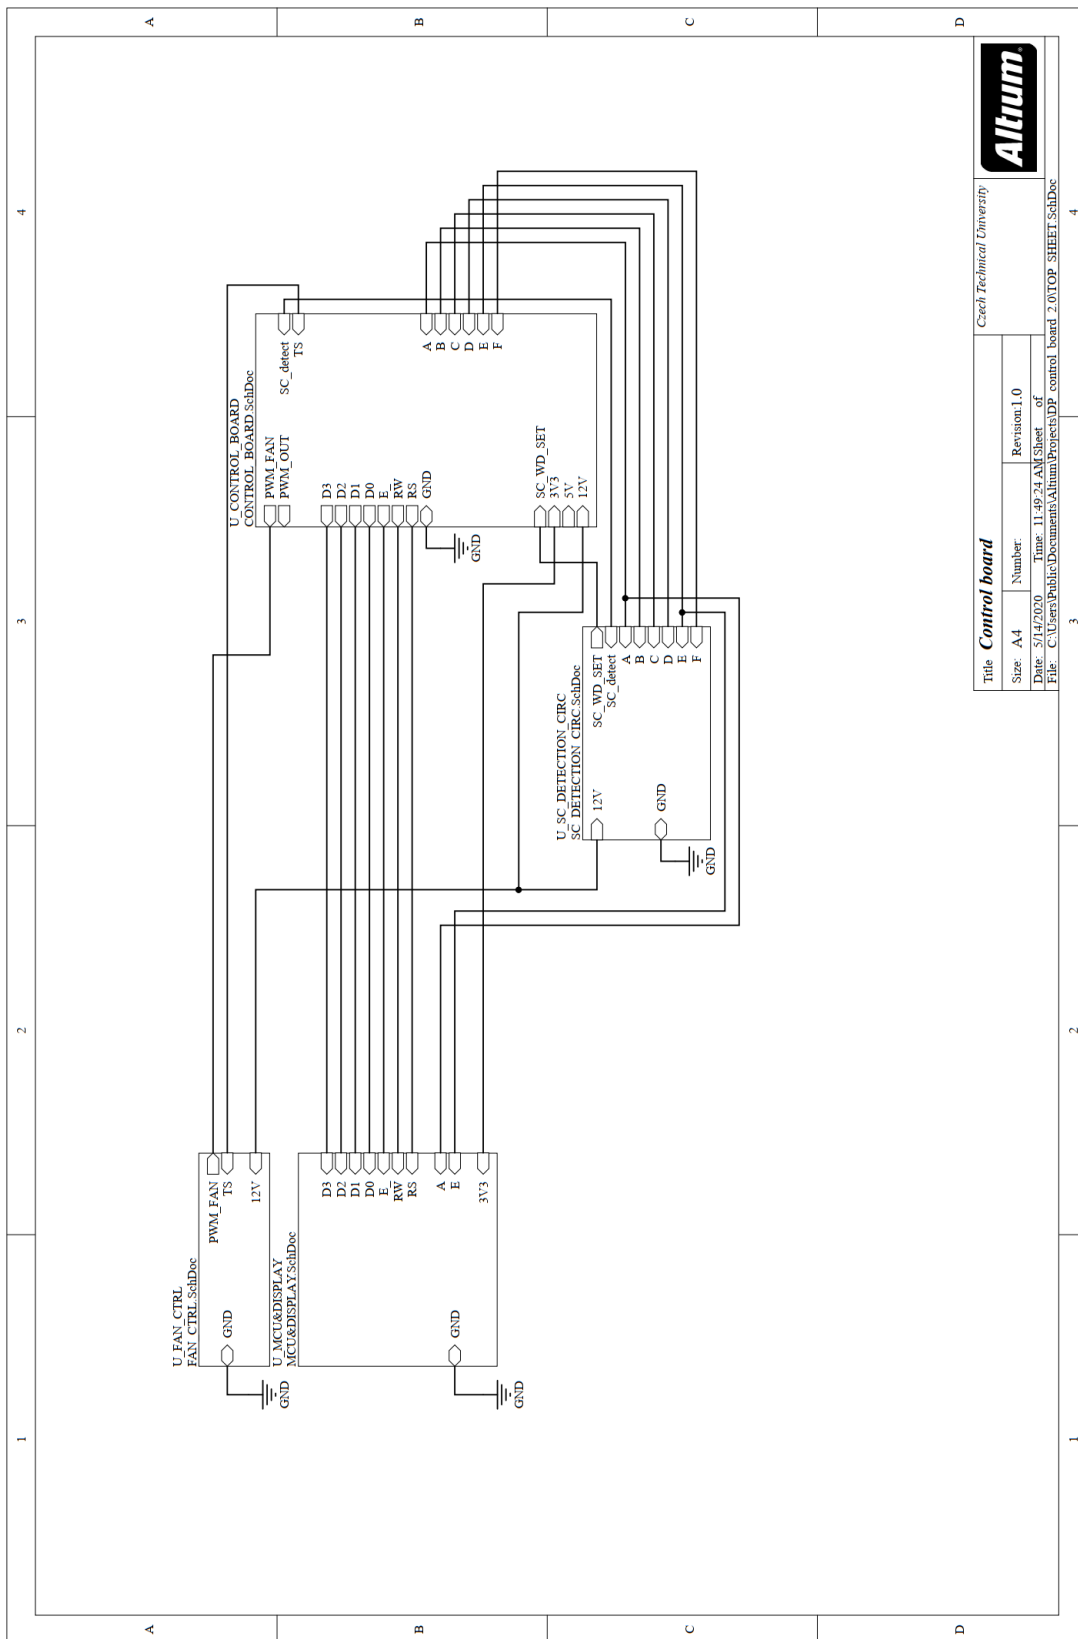 1
2
3
4
A
A
B
B
C
C
D
D
1
2
3
4
U_FAN_CTRL
FAN_CTRL.SchDoc
PWM_FAN
TS
12V
GND
GND
U_MCU&DISPLAY
MCU&DISPLAY.SchDoc
D3
D2
D1
D0
E_
RW
RS
A
E
3V3
GND
GND
U_CONTROL_BOARD
CONTROL_BOARD.SchDoc
PWM_FAN
PWM_OUT
SC_detect
TS
D3
D2
D1
D0
E_
RW
RS
GND
GND
A
B
C
D
E
F
SC_WD_SET
3V3
5V
12V
U_SC_DETECTION_CIRC
SC_DETECTION_CIRC.SchDoc
12V
GND
GND
SC_WD_SET
SC_detect
A
B
C
D
E
F
Title Control board
Czech Technical University
Altium
Size: A4 Number: Revision:1.0
Date: 5/14/2020 Time: 11:49:24 AM Sheet of
File: C:\Users\Public\Documents\Altium\Projects\DP_control_board_2.0\TOP_SHEET.SchDoc